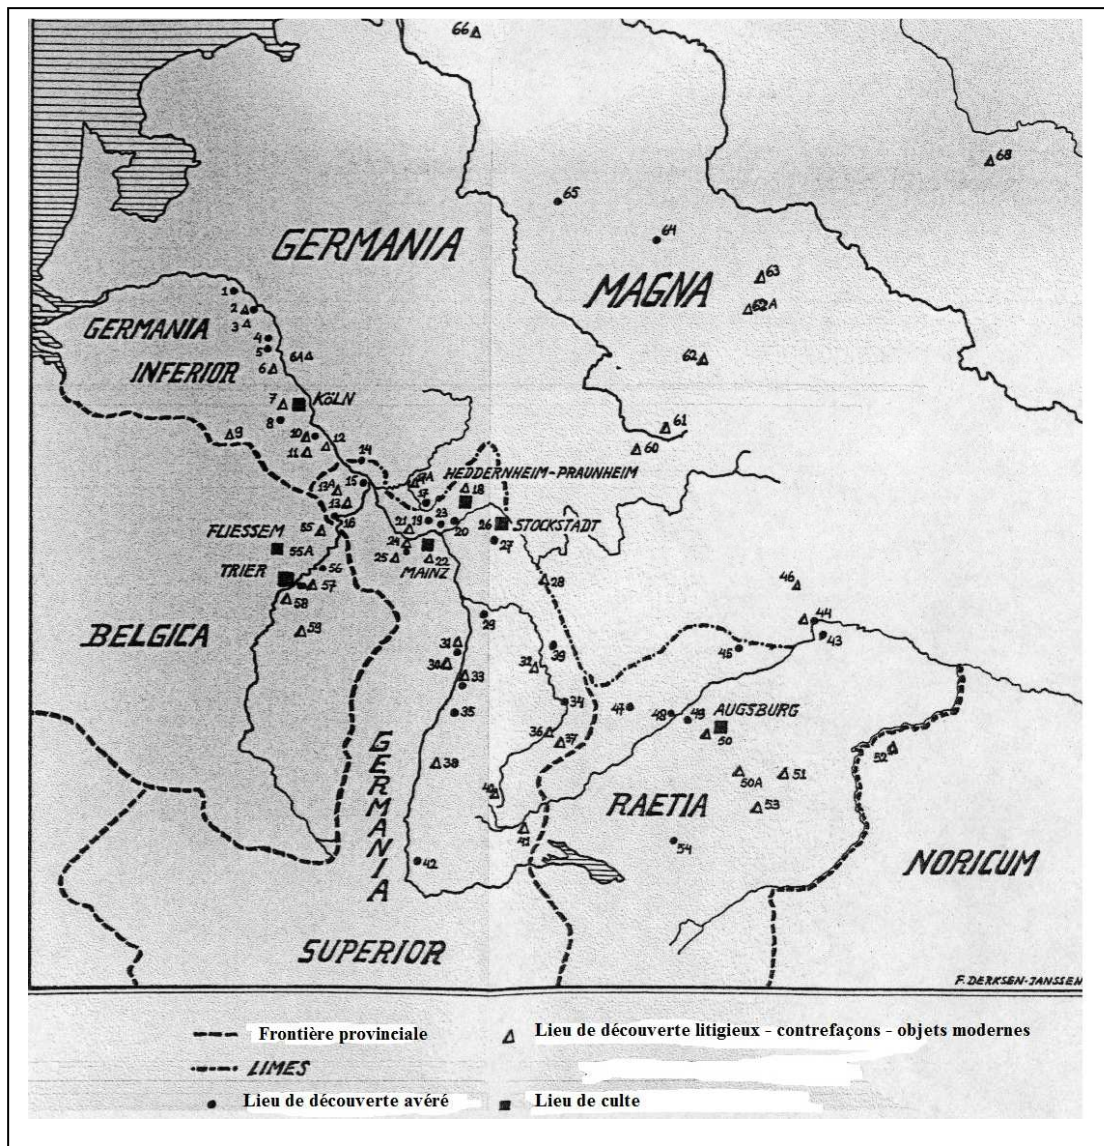 66
68
65
64
GERMANIA
63
MAGNA
62A
1
2
3
GERMANIA
4
5
6A
INFERIOR
6
62
7
KÖLN
8
61
9
10
12
60
11
14
HEDDERNHEIM-PRAUNHEIM
13A
15
17
18
13
16
21
19
23
20
26
STOCKSTADT
55
FLIESSEM
24
27
55A
25
MAINZ
22
TRIER
56
57
28
46
58
29
44
BELGICA
59
31
43
30
32
39
45
33
34
35
47
48
49
AUGSBURG
36
37
50
52
38
50A
51
40
RAETIA
53
41
54
GERMANIA
42
NORICUM
SUPERIOR
F. DERKSEN-JANSSEN
Frontière provinciale
Lieu de découverte litigieux - contrefaçons - objets modernes
LIMES
Lieu de découverte avéré
Lieu de culte